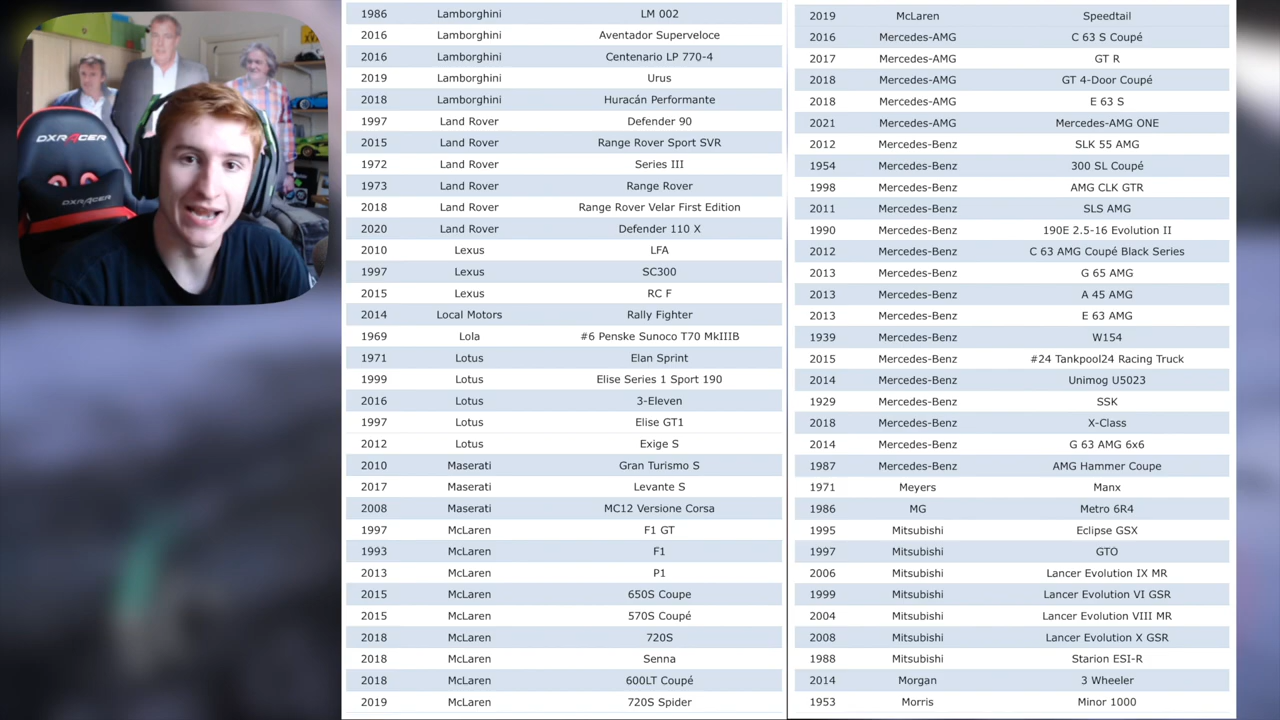 DXRACER
DXRACER
1986 Lamborghini LM 002
2016 Lamborghini Aventador Superveloce
2016 Lamborghini Centenario LP 770-4
2019 Lamborghini Urus
2018 Lamborghini Huracán Performante
1997 Land Rover Defender 90
2015 Land Rover Range Rover Sport SVR
1972 Land Rover Series III
1973 Land Rover Range Rover
2018 Land Rover Range Rover Velar First Edition
2020 Land Rover Defender 110 X
2010 Lexus LFA
1997 Lexus SC300
2015 Lexus RC F
2014 Local Motors Rally Fighter
1969 Lola #6 Penske Sunoco T70 MkIIIB
1971 Lotus Elan Sprint
1999 Lotus Elise Series 1 Sport 190
2016 Lotus 3-Eleven
1997 Lotus Elise GT1
2012 Lotus Exige S
2010 Maserati Gran Turismo S
2017 Maserati Levante S
2008 Maserati MC12 Versione Corsa
1997 McLaren F1 GT
1993 McLaren F1
2013 McLaren P1
2015 McLaren 650S Coupe
2015 McLaren 570S Coupé
2018 McLaren 720S
2018 McLaren Senna
2018 McLaren 600LT Coupé
2019 McLaren 720S Spider
2019 McLaren Speedtail
2016 Mercedes-AMG C 63 S Coupé
2017 Mercedes-AMG GT R
2018 Mercedes-AMG GT 4-Door Coupé
2018 Mercedes-AMG E 63 S
2021 Mercedes-AMG Mercedes-AMG ONE
2012 Mercedes-Benz SLK 55 AMG
1954 Mercedes-Benz 300 SL Coupé
1998 Mercedes-Benz AMG CLK GTR
2011 Mercedes-Benz SLS AMG
1990 Mercedes-Benz 190E 2.5-16 Evolution II
2012 Mercedes-Benz C 63 AMG Coupé Black Series
2013 Mercedes-Benz G 65 AMG
2013 Mercedes-Benz A 45 AMG
2013 Mercedes-Benz E 63 AMG
1939 Mercedes-Benz W154
2015 Mercedes-Benz #24 Tankpool24 Racing Truck
2014 Mercedes-Benz Unimog U5023
1929 Mercedes-Benz SSK
2018 Mercedes-Benz X-Class
2014 Mercedes-Benz G 63 AMG 6x6
1987 Mercedes-Benz AMG Hammer Coupe
1971 Meyers Manx
1986 MG Metro 6R4
1995 Mitsubishi Eclipse GSX
1997 Mitsubishi GTO
2006 Mitsubishi Lancer Evolution IX MR
1999 Mitsubishi Lancer Evolution VI GSR
2004 Mitsubishi Lancer Evolution VIII MR
2008 Mitsubishi Lancer Evolution X GSR
1988 Mitsubishi Starion ESI-R
2014 Morgan 3 Wheeler
1953 Morris Minor 1000